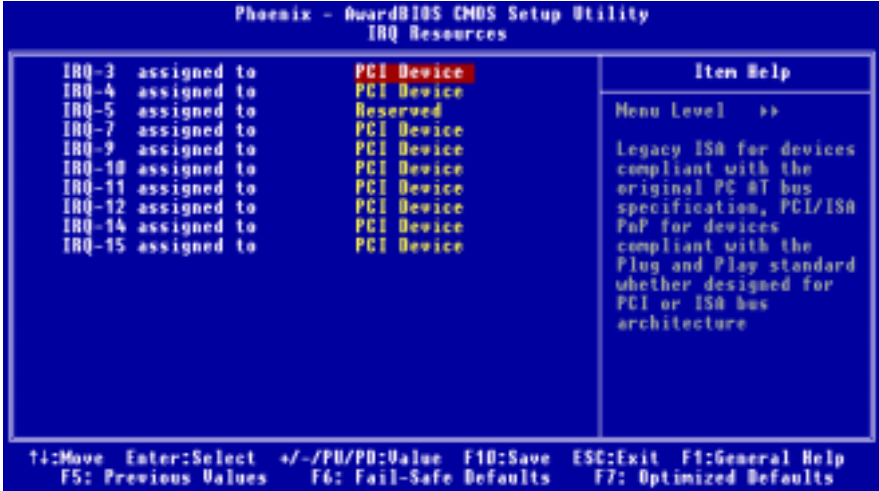 Phoenix - AwardBIOS CMOS Setup Utility
IRQ Resources
IRQ-3 assigned to PCI Device
IRQ-4 assigned to PCI Device
IRQ-5 assigned to Reserved
IRQ-7 assigned to PCI Device
IRQ-9 assigned to PCI Device
IRQ-10 assigned to PCI Device
IRQ-11 assigned to PCI Device
IRQ-12 assigned to PCI Device
IRQ-14 assigned to PCI Device
IRQ-15 assigned to PCI Device
Item Help
Menu Level ▸▸
Legacy ISA for devices
compliant with the
original PC AT bus
specification, PCI/ISA
PnP for devices
compliant with the
Plug and Play standard
whether designed for
PCI or ISA bus
architecture
↑↓:Move Enter:Select +/-/PU/PD:Value F10:Save ESC:Exit F1:General Help
F5: Previous Values F6: Fail-Safe Defaults F7: Optimized Defaults